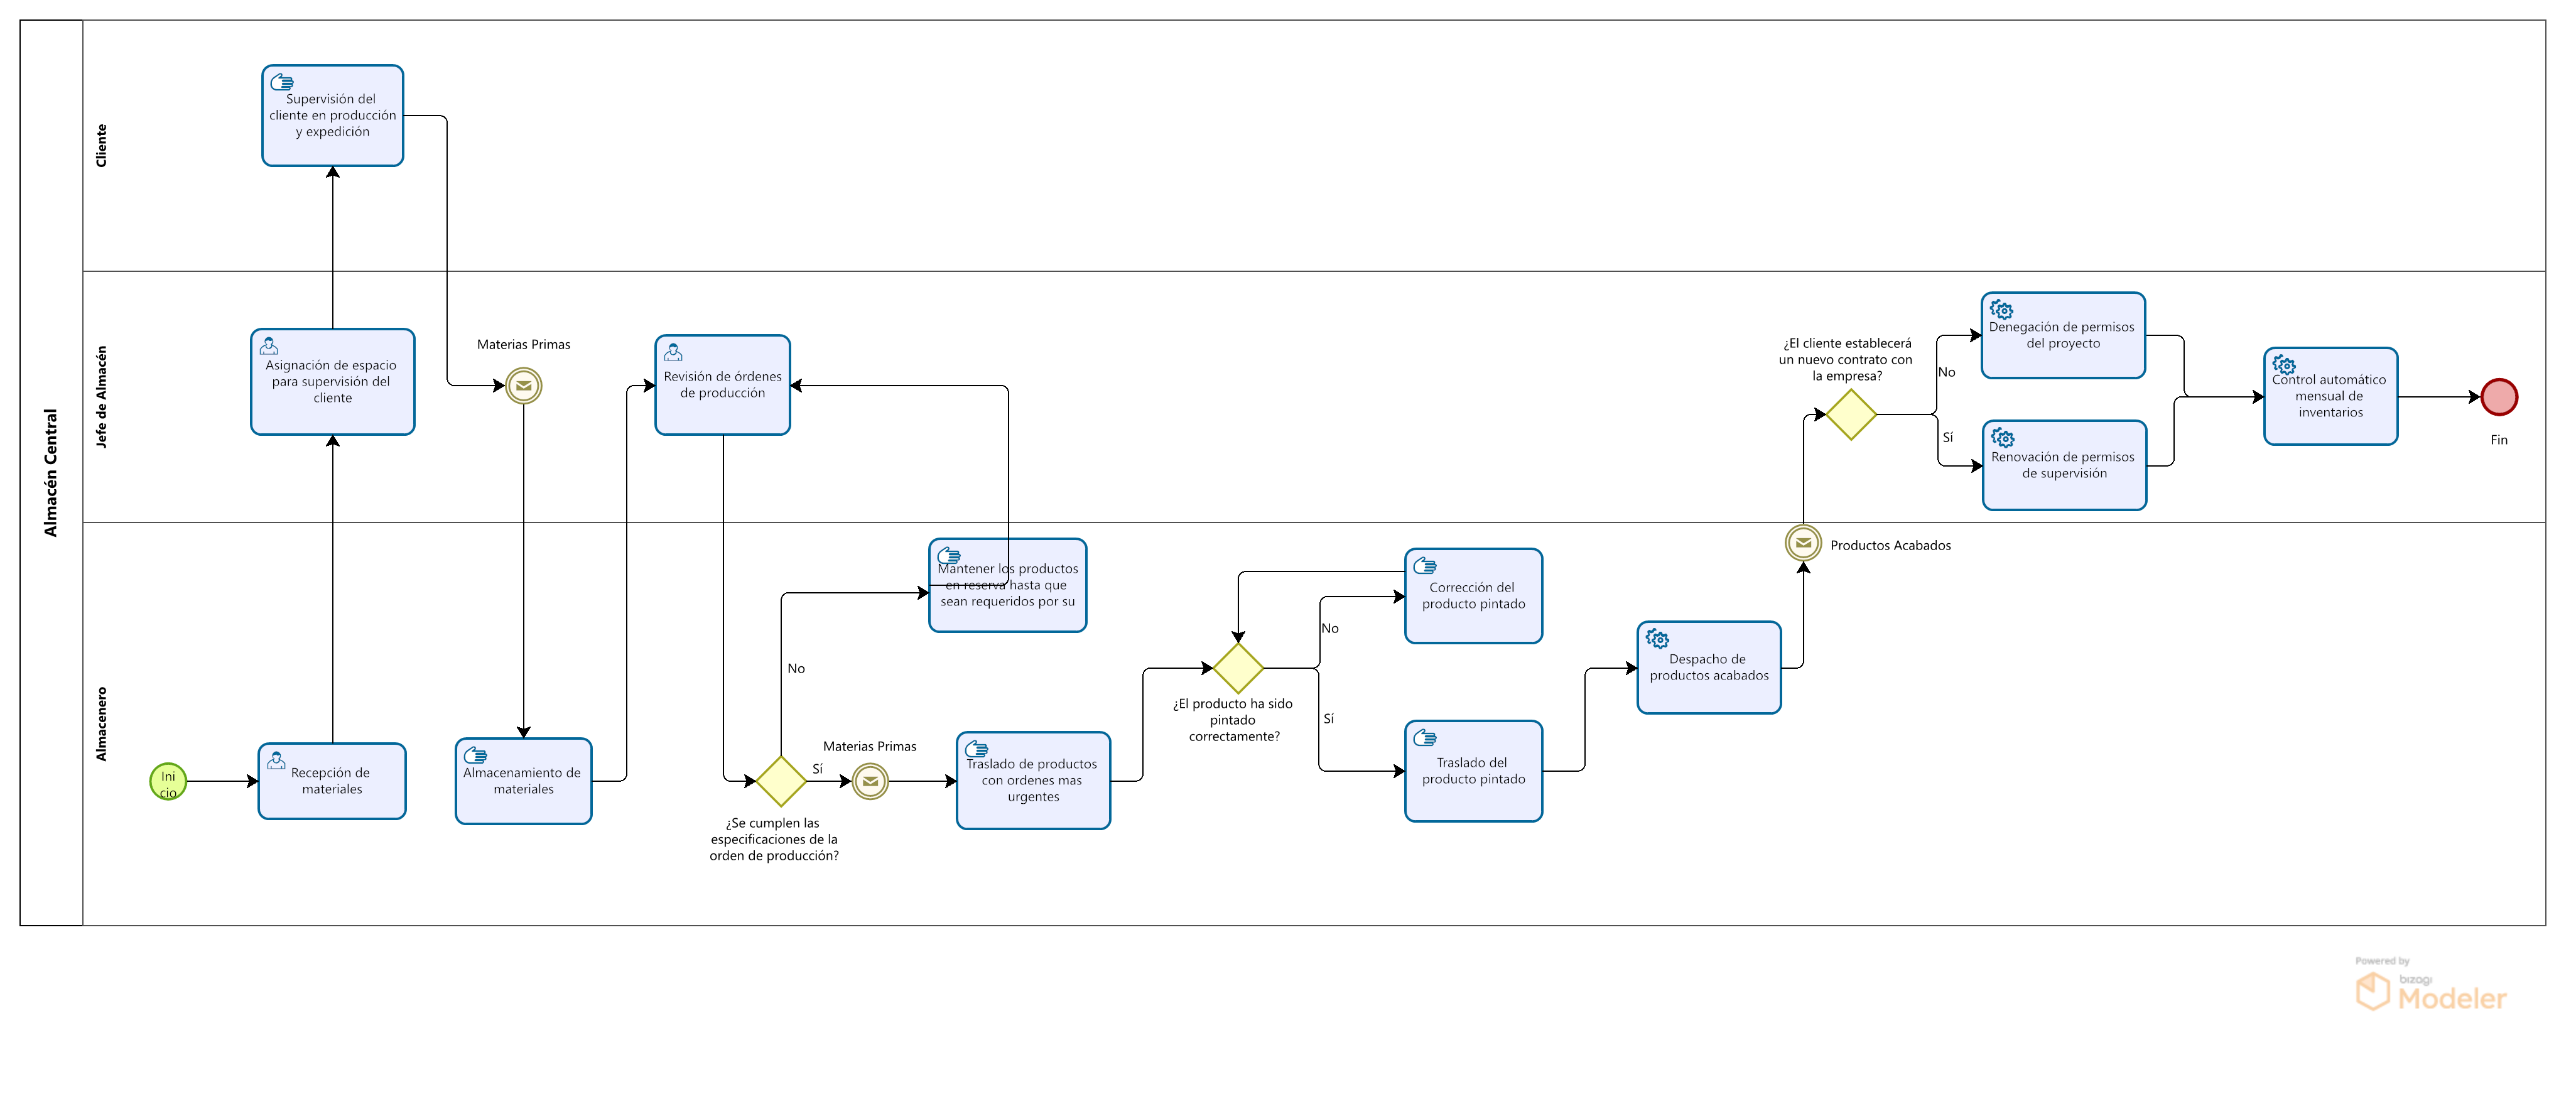 Almacén Central
Cliente
Supervisión del
cliente en producción
y expedición
Jefe de Almacén
Asignación de espacio
para supervisión del
cliente
Materias Primas
Revisión de órdenes
de producción
¿El cliente establecerá
un nuevo contrato con
la empresa?
No
Sí
Denegación de permisos
del proyecto
Renovación de permisos
de supervisión
Control automático
mensual de
inventarios
Fin
Almacenero
Ini
cio
Recepción de
materiales
Almacenamiento de
materiales
¿Se cumplen las
especificaciones de la
orden de producción?
No
Sí
Mantener los productos
en reserva hasta que
sean requeridos por su
Materias Primas
Traslado de productos
con ordenes mas
urgentes
¿El producto ha sido
pintado
correctamente?
No
Sí
Corrección del
producto pintado
Traslado del
producto pintado
Despacho de
productos acabados
Productos Acabados
Powered by
bizagi
Modeler